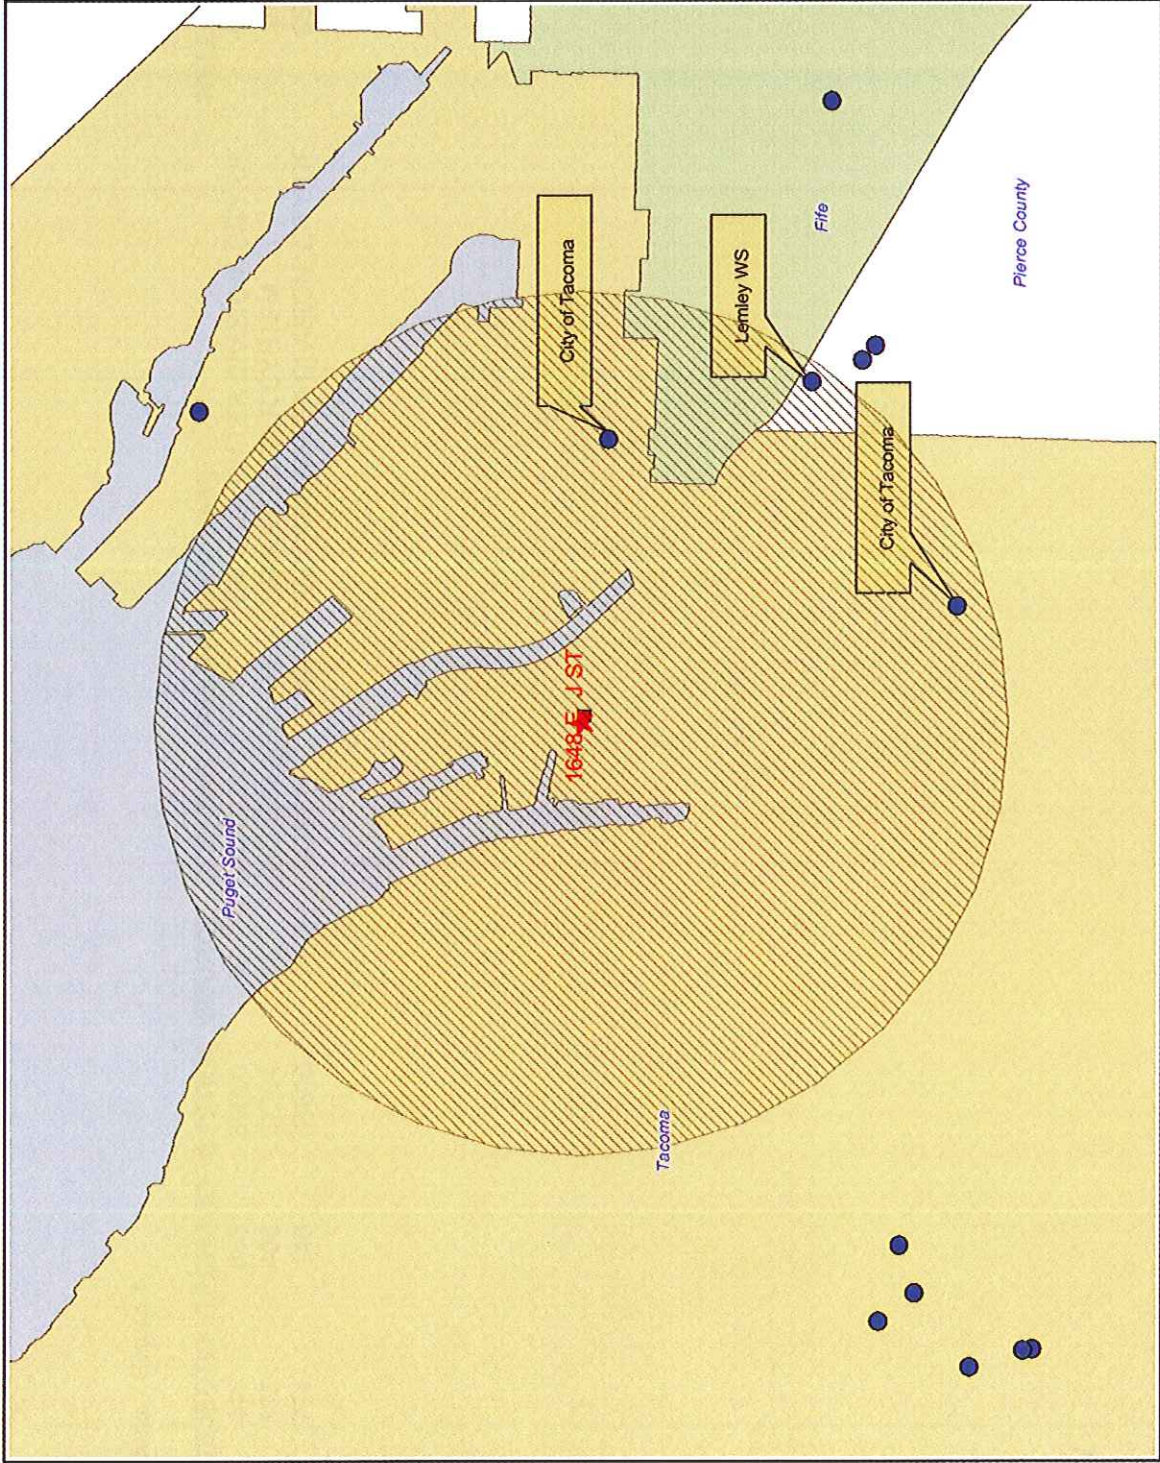 Puget Sound
City of Tacoma
Lemley WS
Fife
Pierce County
1648 E J ST
City of Tacoma
Tacoma